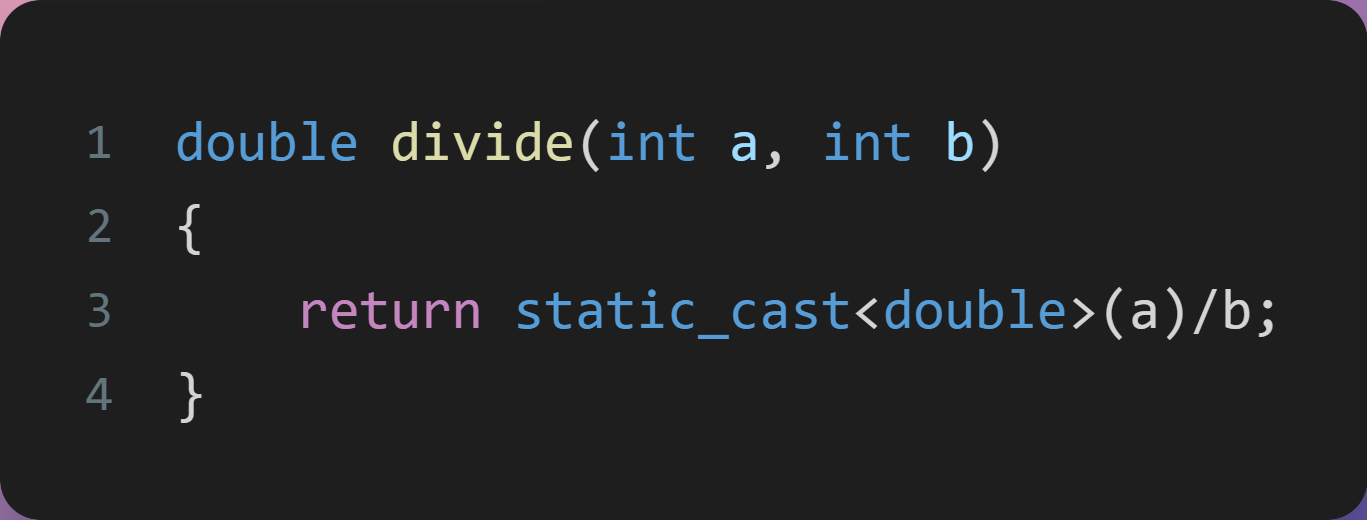 1 double divide(int a, int b)
2 {
3     return static_cast<double>(a)/b;
4 }